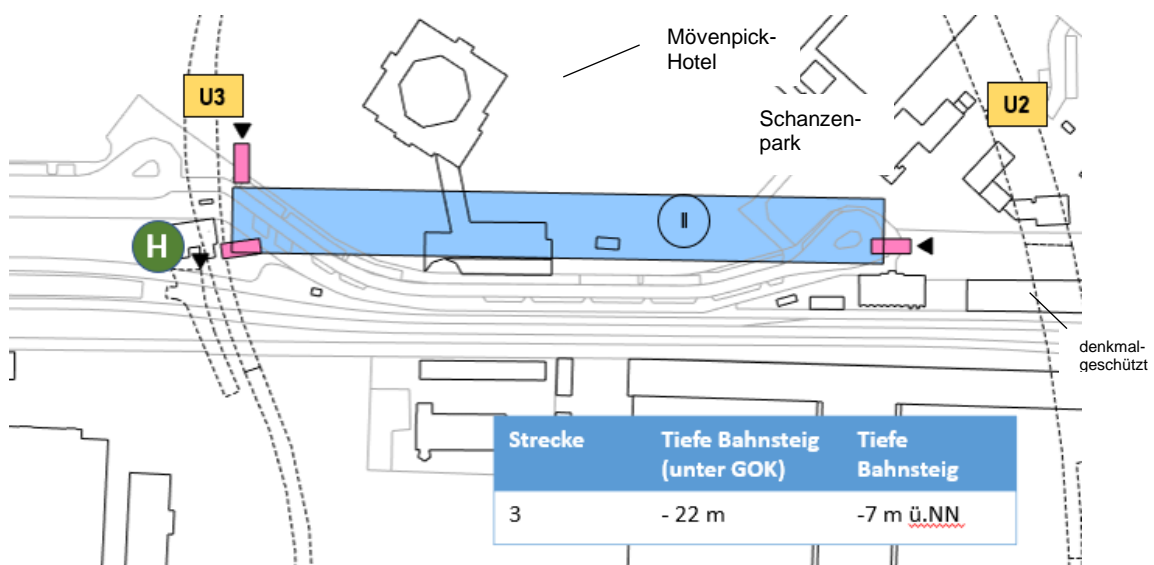 Mövenpick-
Hotel
U3
U2
Schanzen-
park
II
H
denkmal-
geschützt
Strecke
Tiefe Bahnsteig
(unter GOK)
Tiefe
Bahnsteig
3
- 22 m
-7 m ü.NN